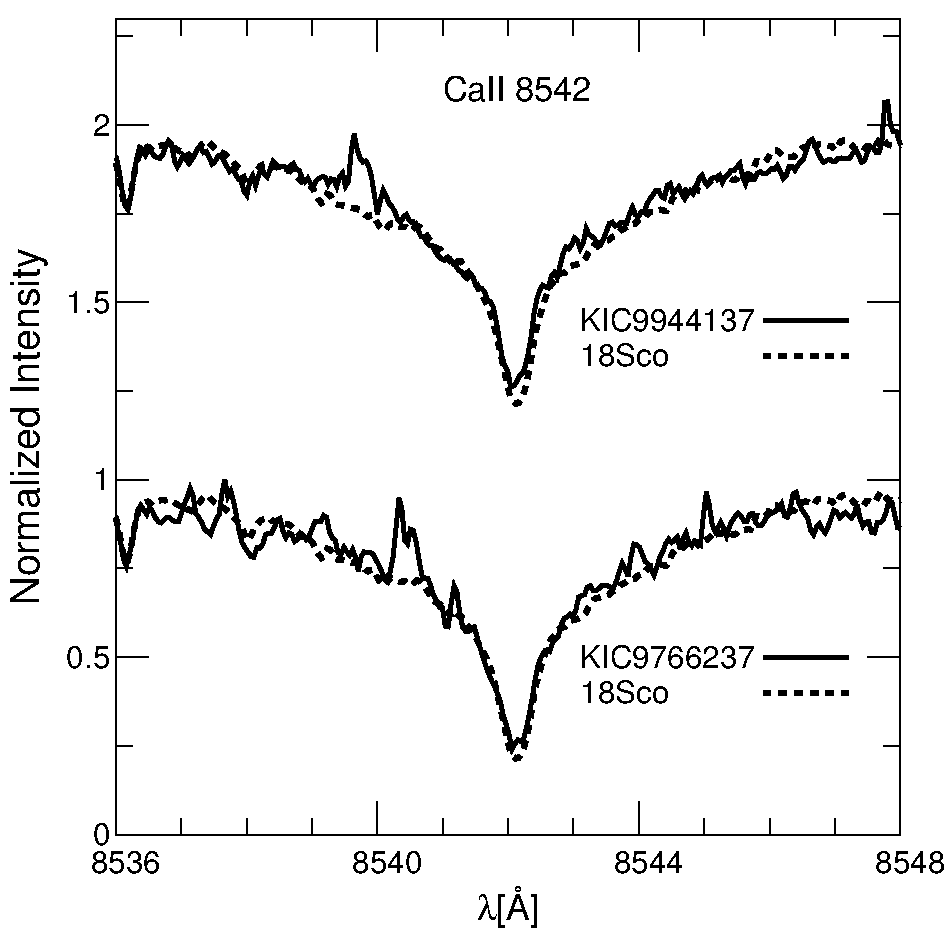 CaII 8542
2
1.5
KIC9944137
18Sco
1
Normalized Intensity
0.5
KIC9766237
18Sco
0
8536 8540 8544 8548
λ[Å]